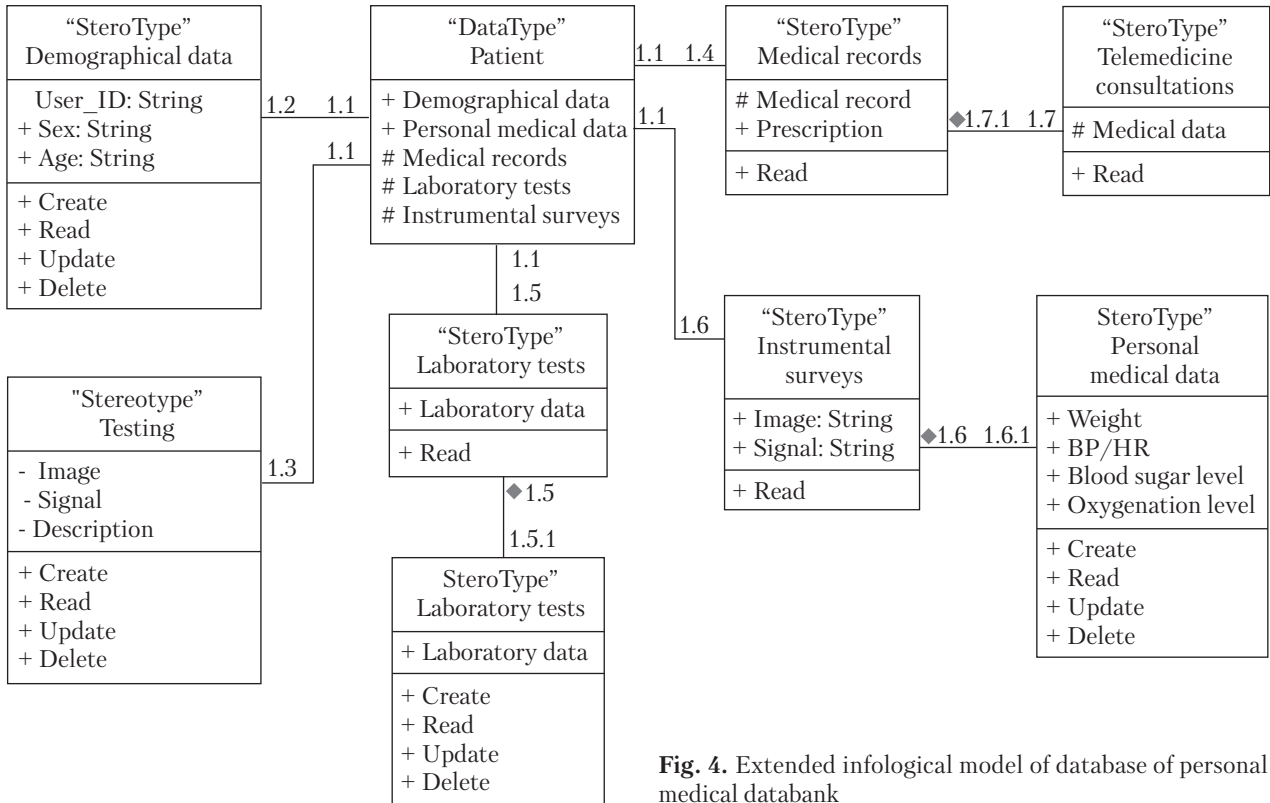 “SteroType”
Demographical data
User_ID: String
+ Sex: String
+ Age: String
+ Create
+ Read
+ Update
+ Delete
1.2 1.1
“DataType”
Patient
+ Demographical data
+ Personal medical data
# Medical records
# Laboratory tests
# Instrumental surveys
1.1 1.4
“SteroType”
Medical records
# Medical record
+ Prescription
+ Read
1.7.1 1.7
“SteroType”
Telemedicine
consultations
# Medical data
+ Read
1.1
1.1
1.3
"Stereotype”
Testing
- Image
- Signal
- Description
+ Create
+ Read
+ Update
+ Delete
1.1
1.5
“SteroType”
Laboratory tests
+ Laboratory data
+ Read
1.5
1.5.1
SteroType”
Laboratory tests
+ Laboratory data
+ Create
+ Read
+ Update
+ Delete
1.6
“SteroType”
Instrumental
surveys
+ Image: String
+ Signal: String
+ Read
1.6 1.6.1
SteroType”
Personal
medical data
+ Weight
+ BP/HR
+ Blood sugar level
+ Oxygenation level
+ Create
+ Read
+ Update
+ Delete
Fig. 4. Extended infological model of database of personal
medical databank